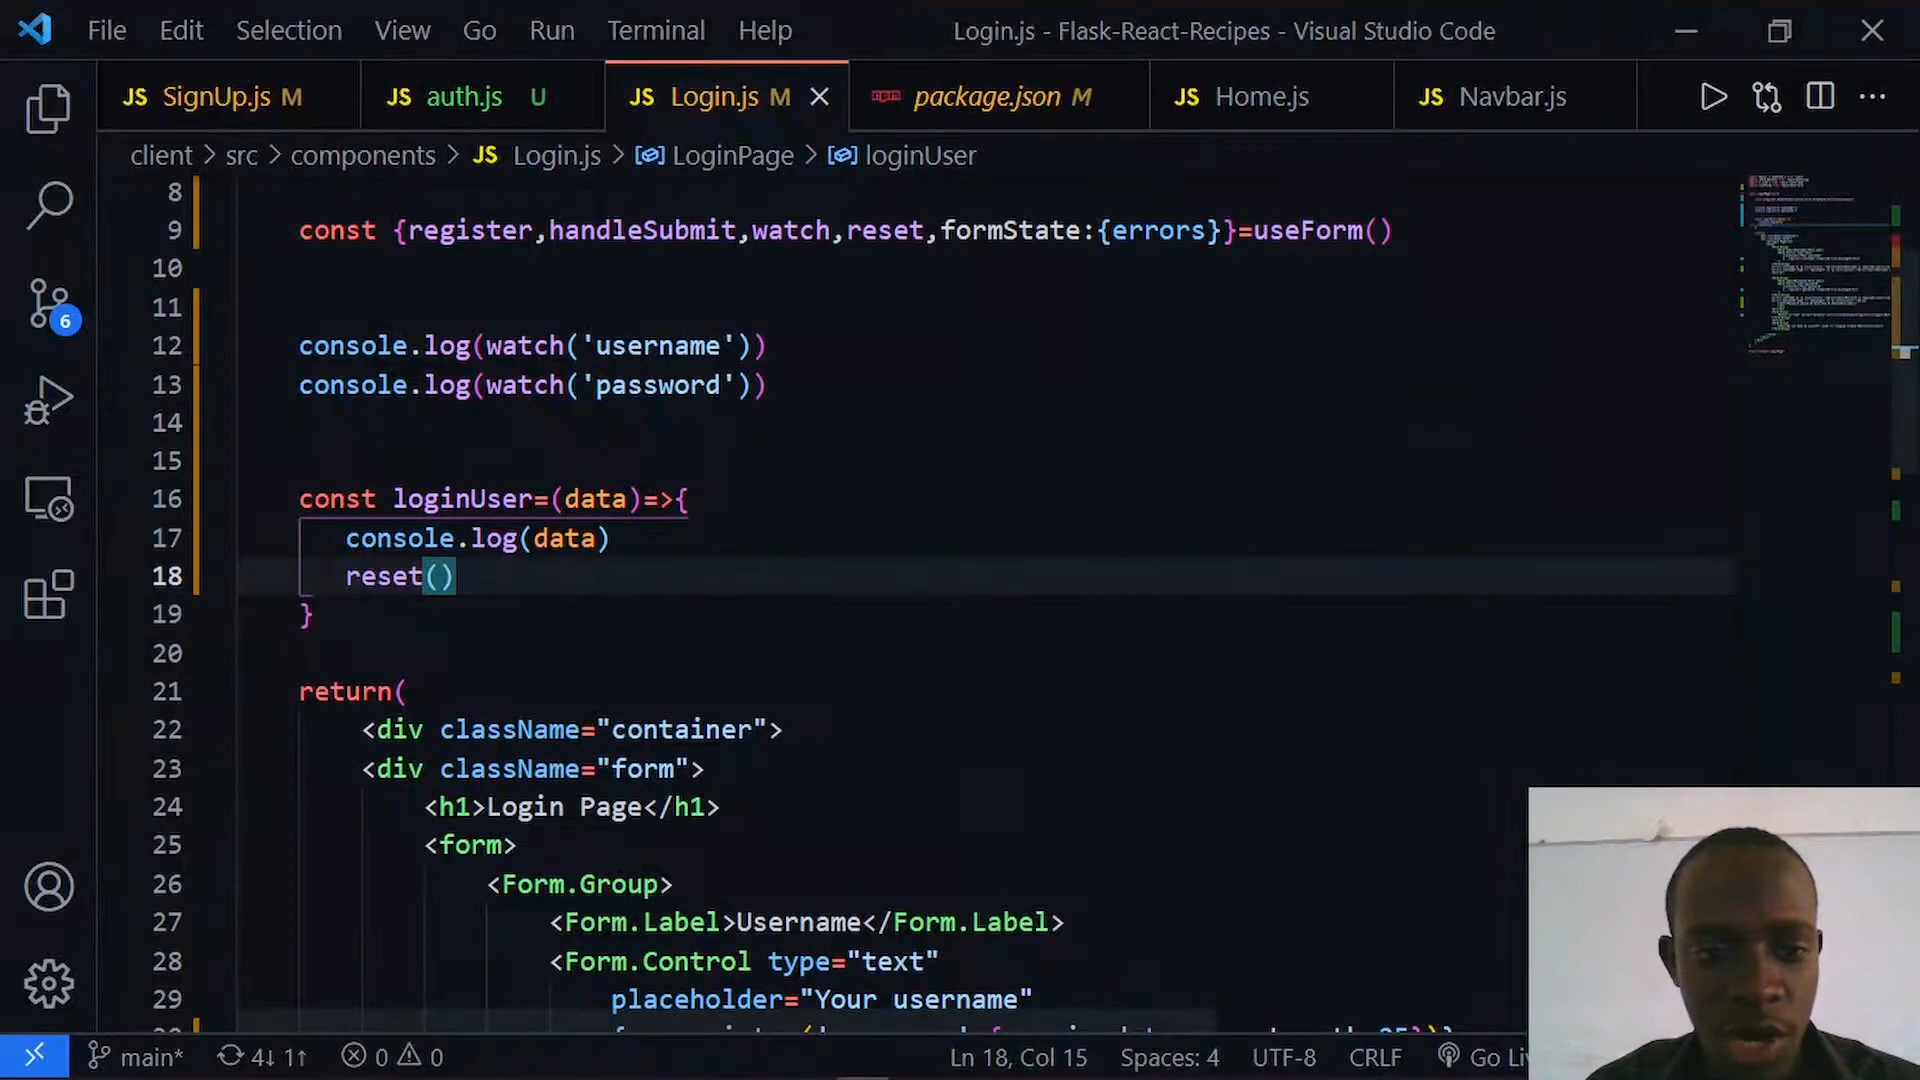 File Edit Selection View Go Run Terminal Help Login.js - Flask-React-Recipes - Visual Studio Code
JS SignUp.js M JS auth.js U JS Login.js M package.json M JS Home.js JS Navbar.js
client > src > components > JS Login.js > LoginPage > loginUser
8
9 const {register,handleSubmit,watch,reset,formState:{errors}}=useForm()
10
11
12 console.log(watch('username'))
13 console.log(watch('password'))
14
15
16 const loginUser=(data)=>{
17 console.log(data)
18 reset()
19 }
20
21 return(
22 <div className="container">
23 <div className="form">
24 <h1>Login Page</h1>
25 <form>
26 <Form.Group>
27 <Form.Label>Username</Form.Label>
28 <Form.Control type="text"
29 placeholder="Your username"
6
main* 4↓ 1↑ 0 0 Ln 18, Col 15 Spaces: 4 UTF-8 CRLF Go